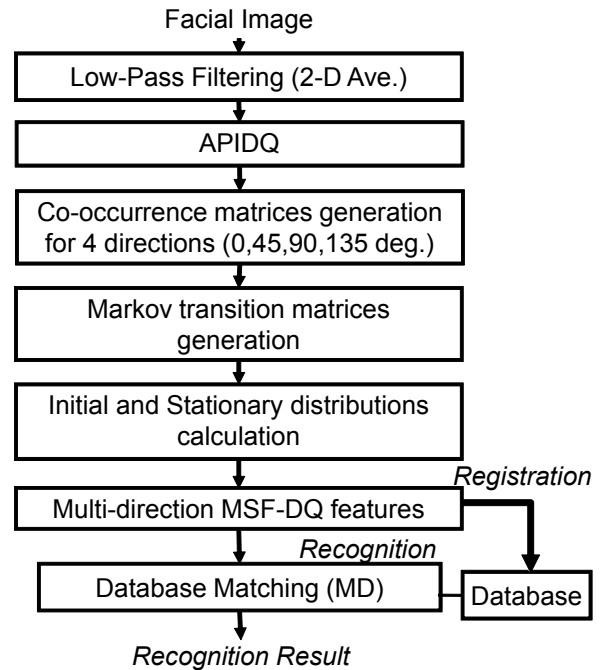 Facial Image
Low-Pass Filtering (2-D Ave.)
APIDQ
Co-occurrence matrices generation
for 4 directions (0,45,90,135 deg.)
Markov transition matrices
generation
Initial and Stationary distributions
calculation
Registration
Multi-direction MSF-DQ features
Recognition
Database Matching (MD)
Database
Recognition Result